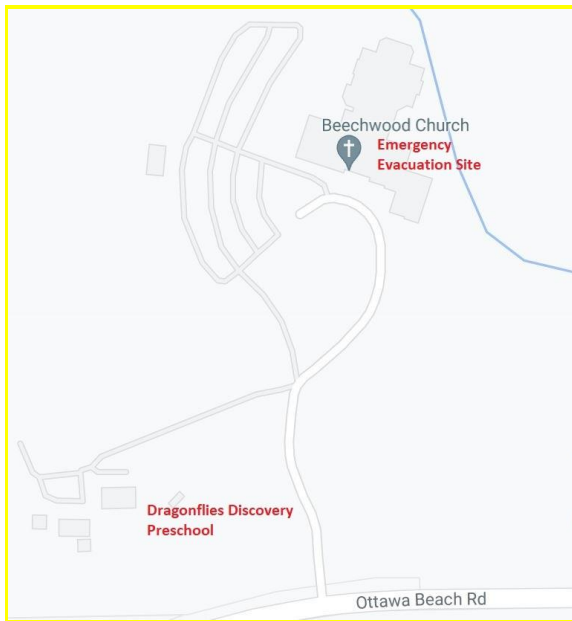 Beechwood Church
Emergency
Evacuation Site
Dragonflies Discovery
Preschool
Ottawa Beach Rd